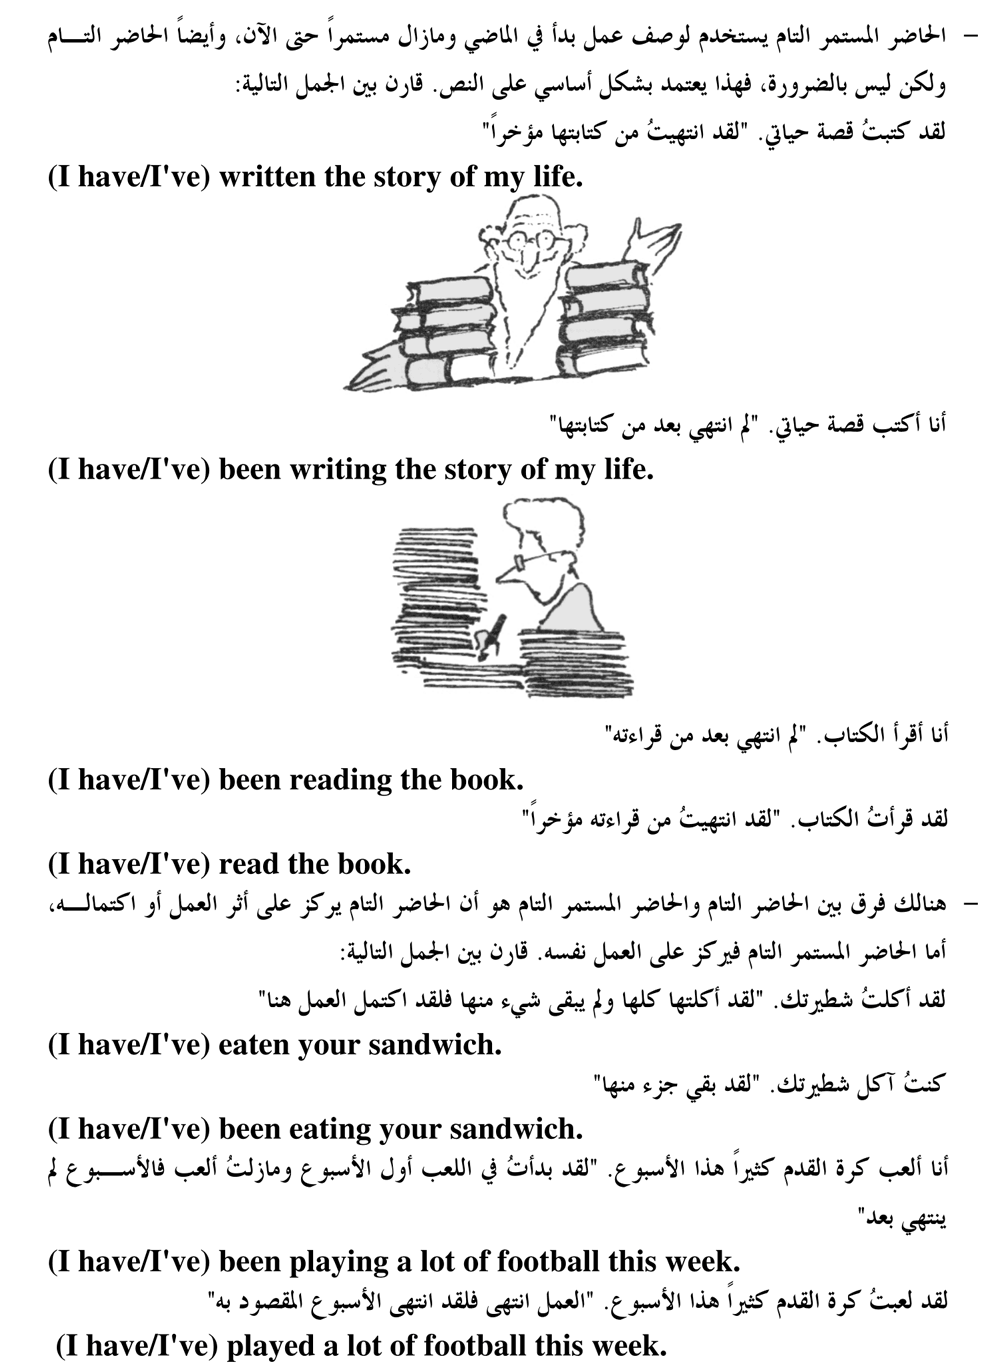 – الحاضر المستمر التام يستخدم لوصف عمل بدأ في الماضي ومازال مستمراً حتى الآن، وأيضاً الحاضر التـــام
ولكن ليس بالضرورة، فهذا يعتمد بشكل أساسي على النص. قارن بين الجمل التالية:
لقد كتبتُ قصة حياتي. "لقد انتهيتُ من كتابتها مؤخراً"
(I have/I've) written the story of my life.
أنا أكتب قصة حياتي. "لم انتهي بعد من كتابتها"
(I have/I've) been writing the story of my life.
أنا أقرأ الكتاب. "لم انتهي بعد من قراءته"
(I have/I've) been reading the book.
لقد قرأتُ الكتاب. "لقد انتهيتُ من قراءته مؤخراً"
(I have/I've) read the book.
– هنالك فرق بين الحاضر التام والحاضر المستمر التام هو أن الحاضر التام يركز على أثر العمل أو اكتمالـــه،
أما الحاضر المستمر التام فيركز على العمل نفسه. قارن بين الجمل التالية:
لقد أكلتُ شطيرتك. "لقد أكلتها كلها ولم يبقى شيء منها فلقد اكتمل العمل هنا"
(I have/I've) eaten your sandwich.
كنتُ آكل شطيرتك. "لقد بقي جزء منها"
(I have/I've) been eating your sandwich.
أنا ألعب كرة القدم كثيراً هذا الأسبوع. "لقد بدأتُ في اللعب أول الأسبوع ومازلتُ ألعب فالأســـبوع لم
ينتهي بعد"
(I have/I've) been playing a lot of football this week.
لقد لعبتُ كرة القدم كثيراً هذا الأسبوع. "العمل انتهى فلقد انتهى الأسبوع المقصود به"
(I have/I've) played a lot of football this week.